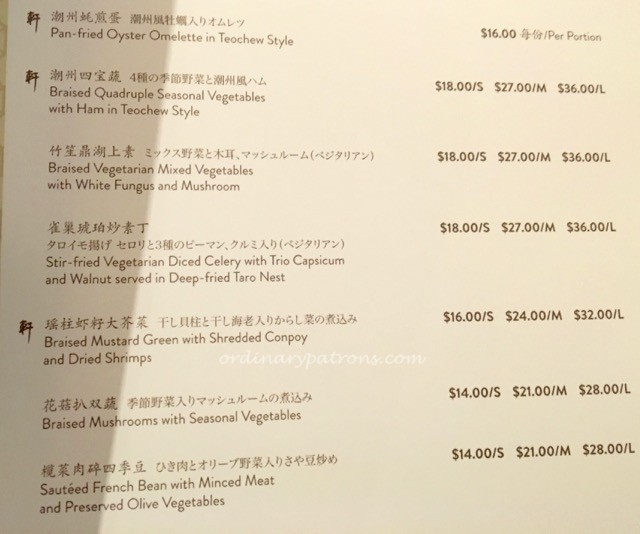 軒 潮州蚝煎蛋 潮州風牡蠣入りオムレツ
Pan-fried Oyster Omelette in Teochew Style
$16.00 每份/Per Portion
軒 潮州四宝蔬 4種の季節野菜と潮州風ハム
Braised Quadruple Seasonal Vegetables
with Ham in Teochew Style
$18.00/S $27.00/M $36.00/L
竹笙鼎湖上素 ミックス野菜と木耳、マッシュルーム(ベジタリアン)
Braised Vegetarian Mixed Vegetables
with White Fungus and Mushroom
$18.00/S $27.00/M $36.00/L
雀巢琥珀炒素丁
タロイモ揚げ セロリと3種のピーマン、クルミ入り(ベジタリアン)
Stir-fried Vegetarian Diced Celery with Trio Capsicum
and Walnut served in Deep-fried Taro Nest
$18.00/S $27.00/M $36.00/L
軒 瑶柱虾籽大芥菜 干し貝柱と干し海老入りからし菜の煮込み
Braised Mustard Green with Shredded Conpoy
and Dried Shrimps
$16.00/S $24.00/M $32.00/L
ordinarypatrons.com
花菇扒双蔬 季節野菜入りマッシュルームの煮込み
Braised Mushrooms with Seasonal Vegetables
$14.00/S $21.00/M $28.00/L
榄菜肉碎四季豆 ひき肉とオリーブ野菜入りさや豆炒め
Sautéed French Bean with Minced Meat
and Preserved Olive Vegetables
$14.00/S $21.00/M $28.00/L